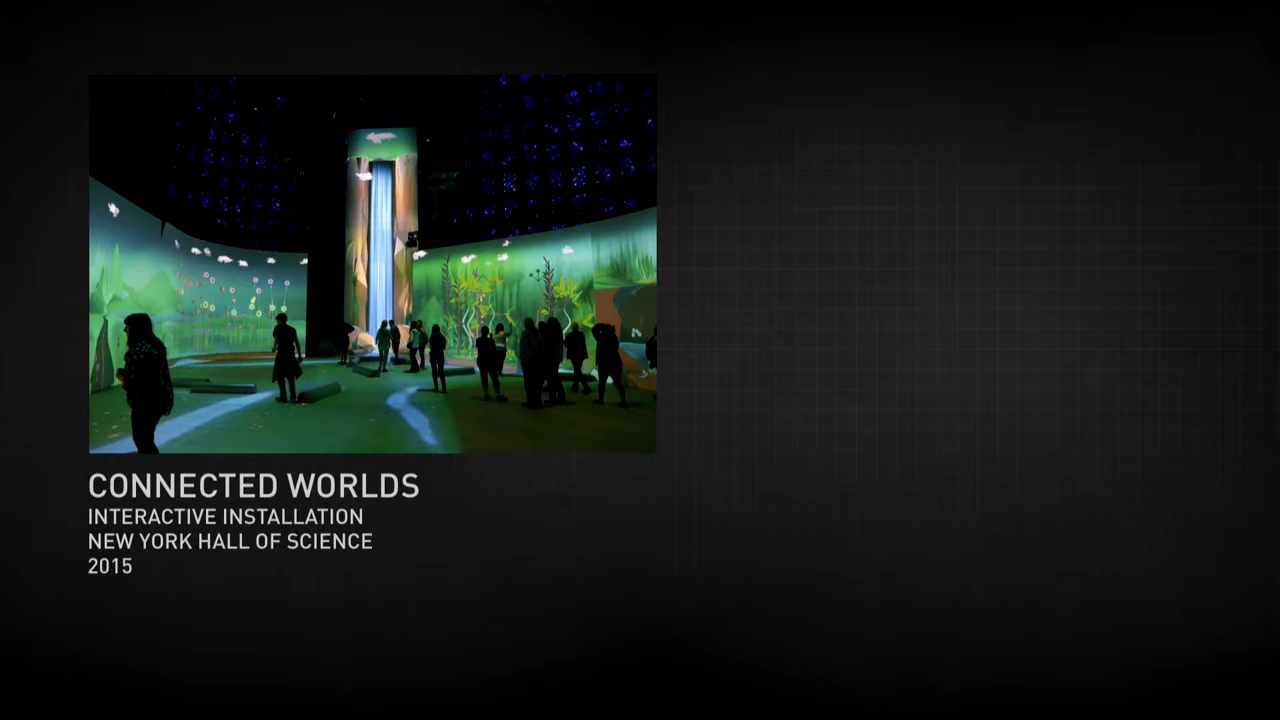 CONNECTED WORLDS
INTERACTIVE INSTALLATION
NEW YORK HALL OF SCIENCE
2015